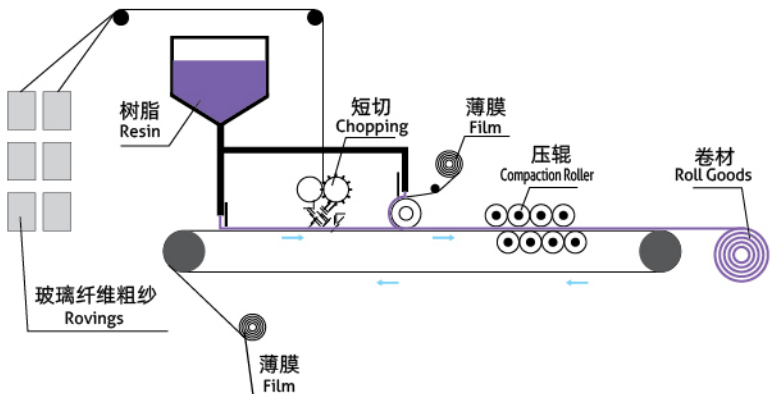 树脂
Resin
短切
Chopping
薄膜
Film
压辊
Compaction Roller
卷材
Roll Goods
玻璃纤维粗纱
Rovings
薄膜
Film